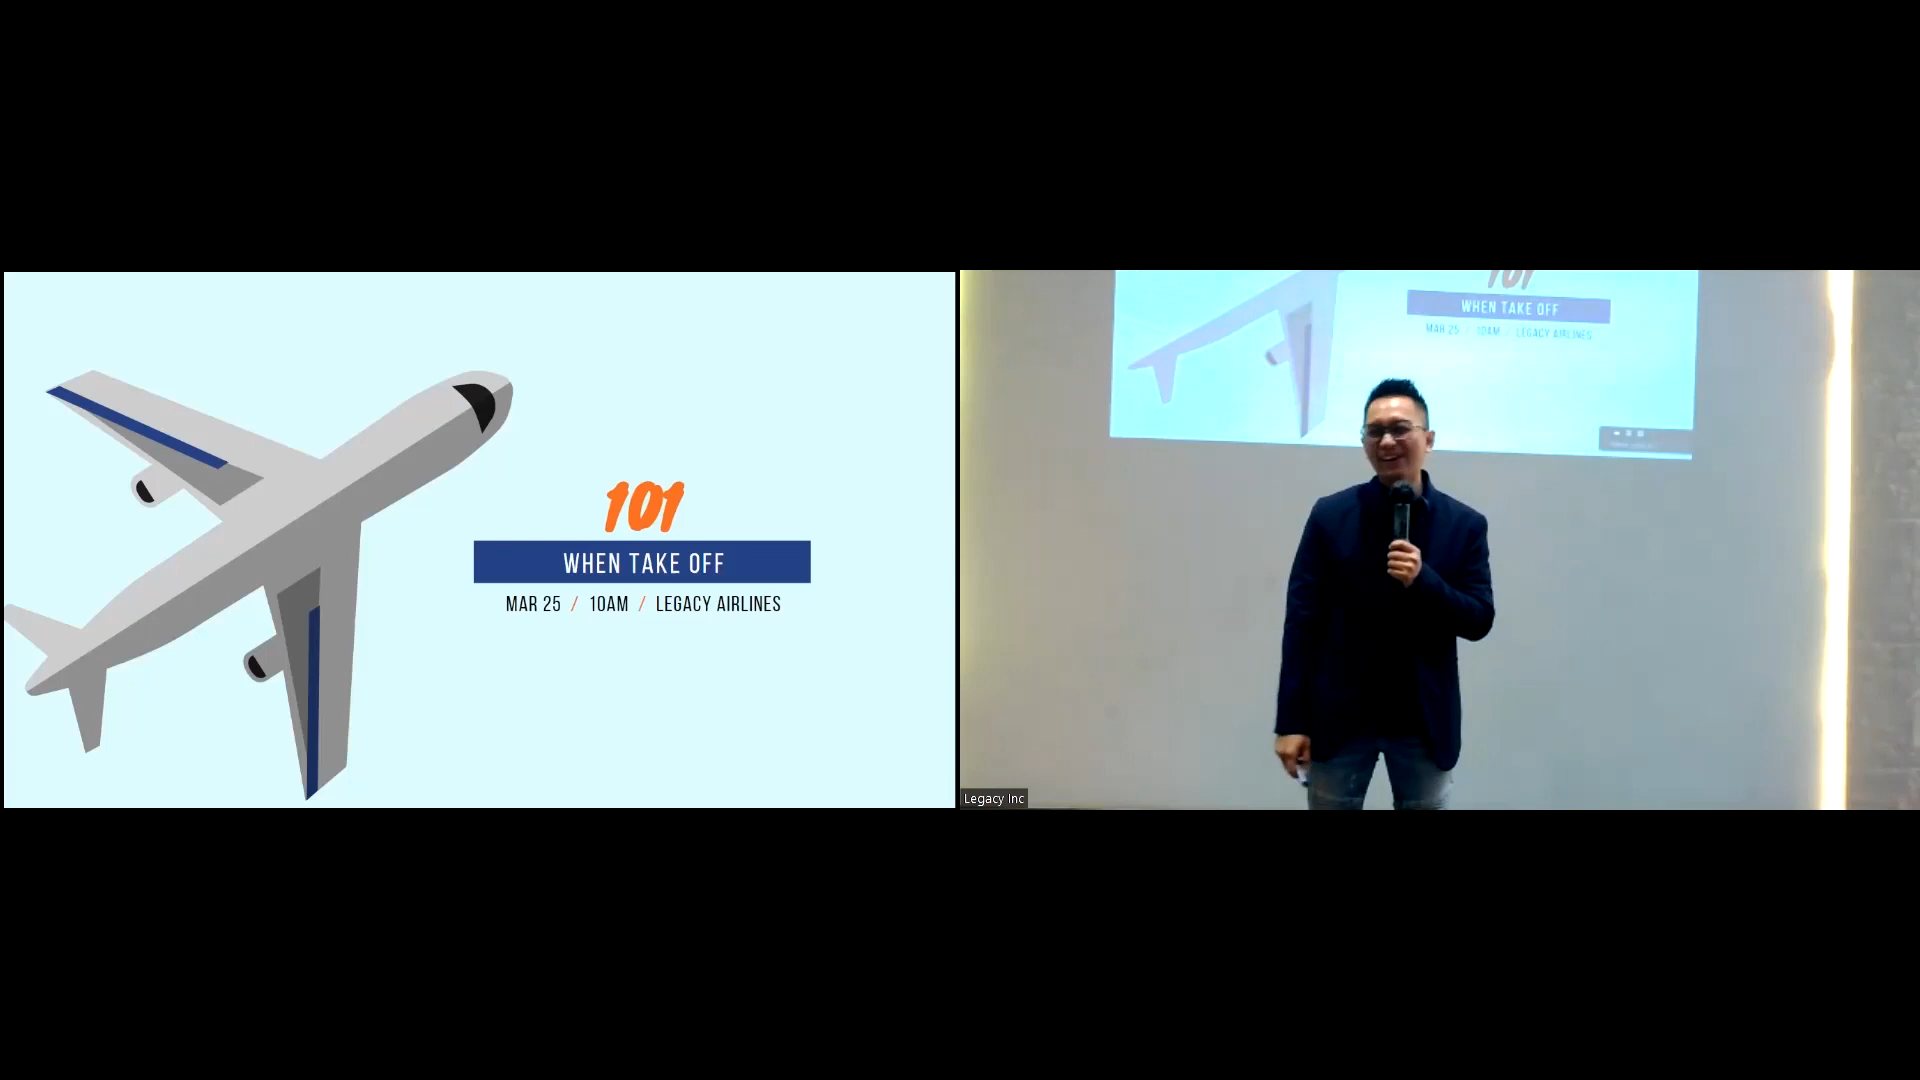 101
WHEN TAKE OFF
MAR 25 / 10AM / LEGACY AIRLINES
101
WHEN TAKE OFF
MAR 25 / 10AM / LEGACY AIRLINES
Legacy Inc